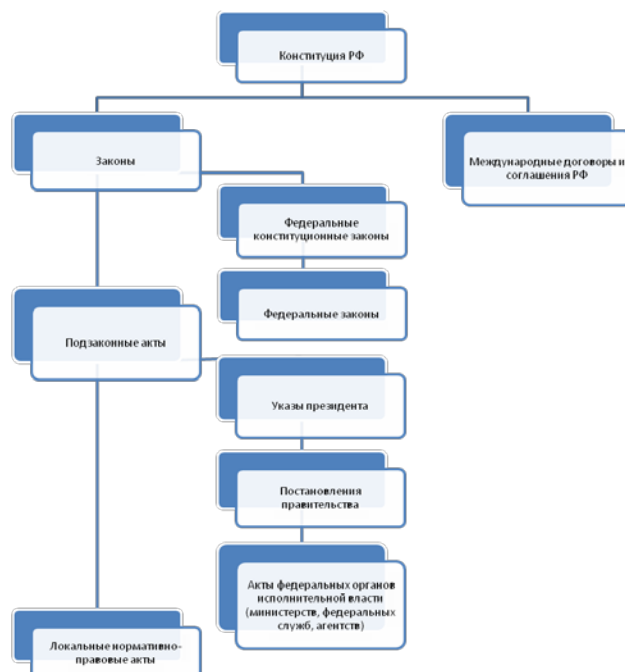 Конституция РФ
Законы
Международные договоры и
соглашения РФ
Федеральные
конституционные законы
Федеральные законы
Подзаконные акты
Указы президента
Постановления
правительства
Акты федеральных органов
исполнительной власти
(министерств, федеральных
служб, агентств)
Локальные нормативно-
правовые акты